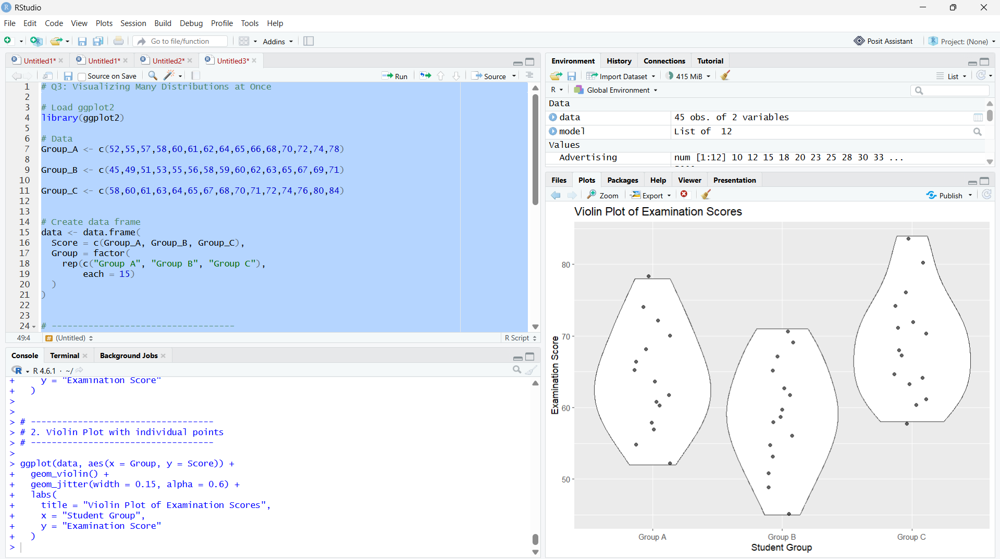 RStudio
File Edit Code View Plots Session Build Debug Profile Tools Help
Go to file/function Addins Posit Assistant Project: (None)
Untitled1* Untitled1* Untitled2* Untitled3*
Source on Save Run Source
1 # Q3: Visualizing Many Distributions at Once
2
3 # Load ggplot2
4 library(ggplot2)
5
6 # Data
7 Group_A <- c(52,55,57,58,60,61,62,64,65,66,68,70,72,74,78)
8
9 Group_B <- c(45,49,51,53,55,56,58,59,60,62,63,65,67,69,71)
10
11 Group_C <- c(58,60,61,63,64,65,67,68,70,71,72,74,76,80,84)
12
13
14 # Create data frame
15 data <- data.frame(
16 Score = c(Group_A, Group_B, Group_C),
17 Group = factor(
18 rep(c("Group A", "Group B", "Group C"),
19 each = 15)
20 )
21 )
22
23
24 # -----------------------------------
49:4 (Untitled) R Script
Console Terminal Background Jobs
R 4.6.1 · ~/
+ y = "Examination Score"
+ )
>
>
> # -----------------------------------
> # 2. Violin Plot with individual points
> # -----------------------------------
>
> ggplot(data, aes(x = Group, y = Score)) +
+ geom_violin() +
+ geom_jitter(width = 0.15, alpha = 0.6) +
+ labs(
+ title = "Violin Plot of Examination Scores",
+ x = "Student Group",
+ y = "Examination Score"
+ )
>
Environment History Connections Tutorial
Import Dataset 415 MiB List
R Global Environment
Data
data 45 obs. of 2 variables
model List of 12
Values
Advertising num [1:12] 10 12 15 18 20 23 25 28 30 33 ...
Files Plots Packages Help Viewer Presentation
Zoom Export Publish
Violin Plot of Examination Scores
Examination Score
80
70
60
50
Group A Group B Group C
Student Group